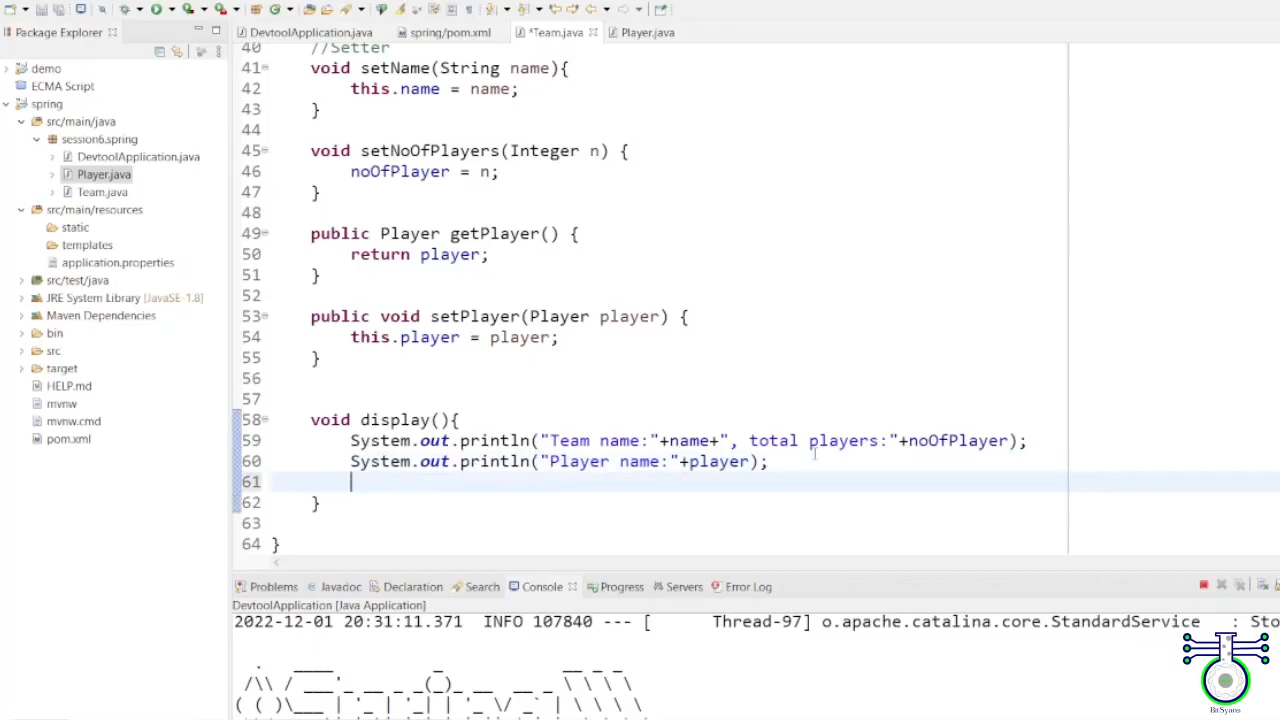 Package Explorer
DevtoolApplication.java
spring/pom.xml
*Team.java
Player.java
demo
ECMA Script
spring
src/main/java
session6.spring
DevtoolApplication.java
Player.java
Team.java
src/main/resources
static
templates
application.properties
src/test/java
JRE System Library [JavaSE-1.8]
Maven Dependencies
bin
src
target
HELP.md
mvnw
mvnw.cmd
pom.xml
40 //Setter
41 void setName(String name){
42 this.name = name;
43 }
44
45 void setNoOfPlayers(Integer n) {
46 noOfPlayer = n;
47 }
48
49 public Player getPlayer() {
50 return player;
51 }
52
53 public void setPlayer(Player player) {
54 this.player = player;
55 }
56
57
58 void display(){
59 System.out.println("Team name:"+name+", total players:"+noOfPlayer);
60 System.out.println("Player name:"+player);
61
62 }
63
64 }
Problems Javadoc Declaration Search Console Progress Servers Error Log
DevtoolApplication [Java Application]
2022-12-01 20:31:11.371 INFO 107840 --- [ Thread-97] o.apache.catalina.core.StandardService : Sto
BitSyans